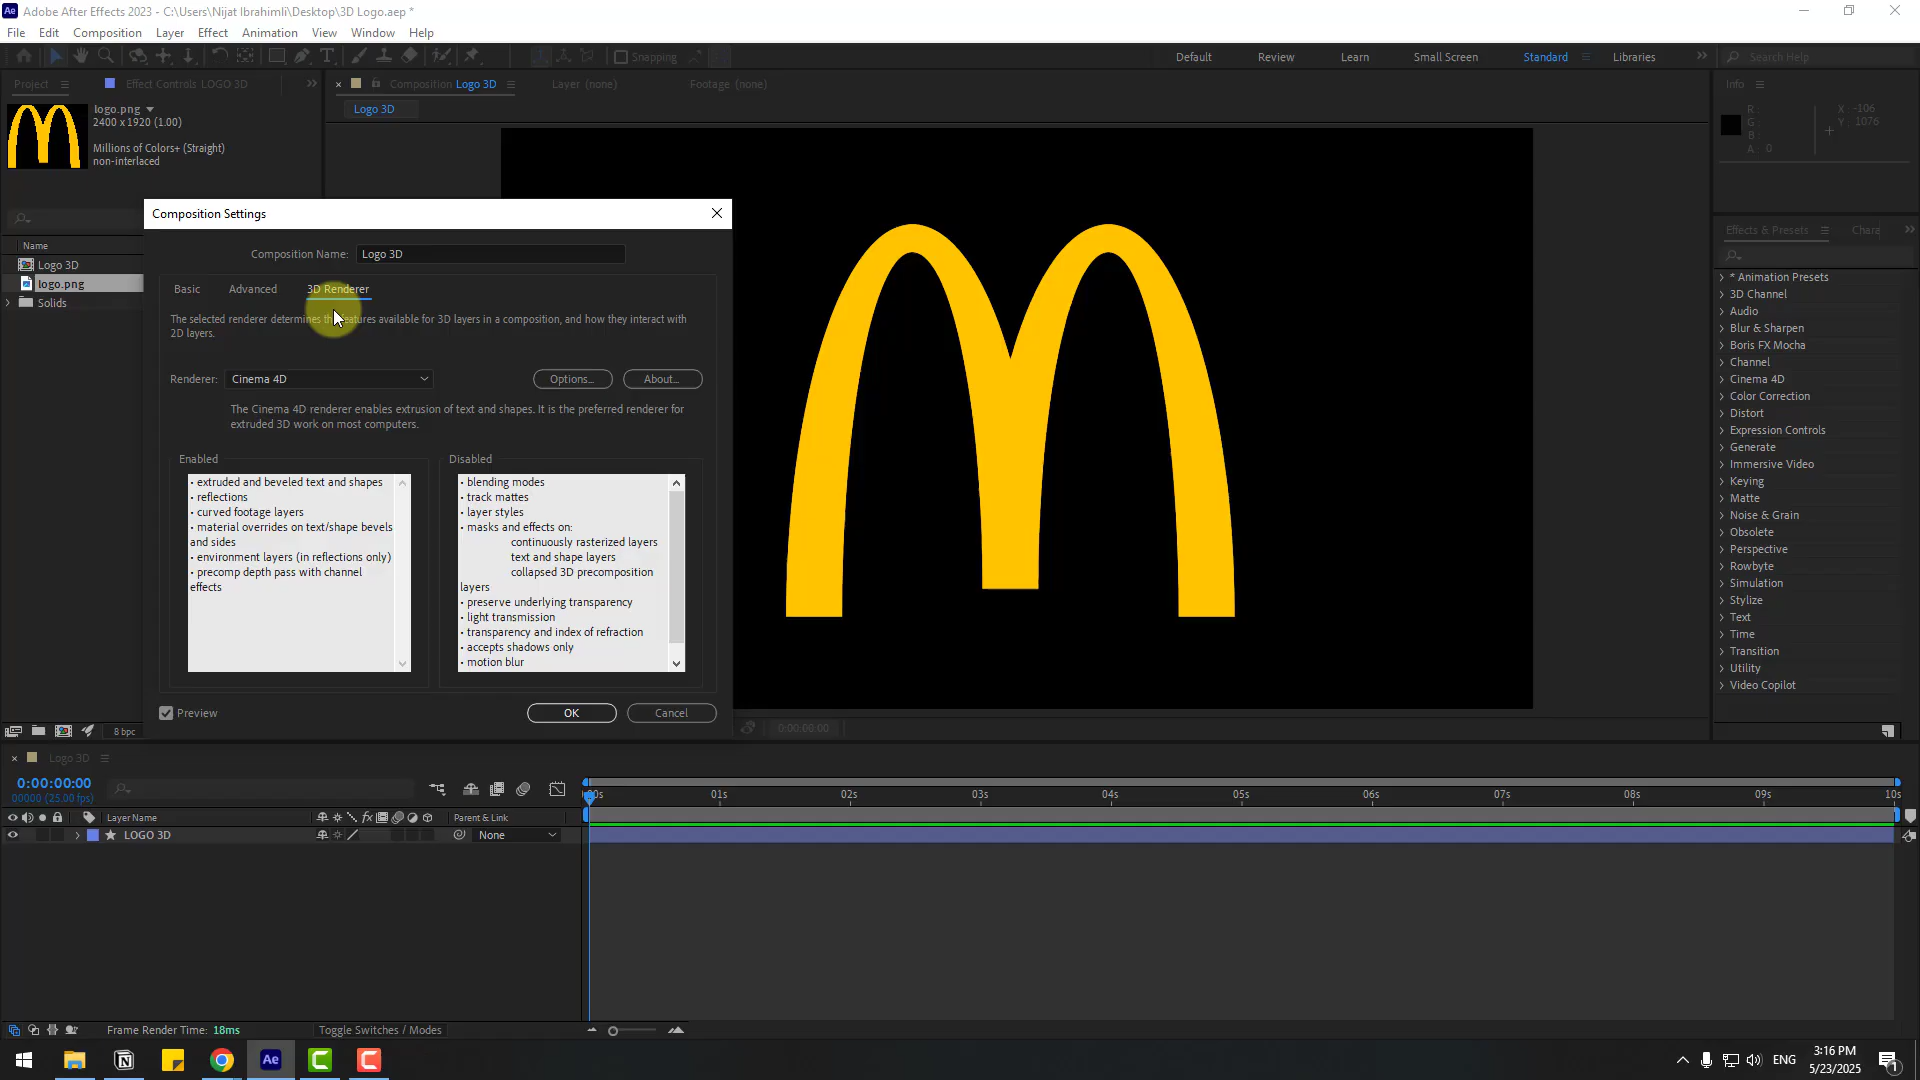 Adobe After Effects 2023 - C:\Users\Nijat Ibrahimli\Desktop\3D Logo.aep *
File Edit Composition Layer Effect Animation View Window Help
Snapping
Default Review Learn Small Screen Standard Libraries
Search Help
Project
Effect Controls LOGO 3D
Composition Logo 3D
Layer (none)
Footage (none)
Info
logo.png
2400 x 1920 (1.00)
Millions of Colors+ (Straight)
non-interlaced
Logo 3D
R:
G:
B:
A: 0
X -106
Y: 1076
Name
Logo 3D
logo.png
Solids
8 bpc
Composition Settings
Composition Name: Logo 3D
Basic Advanced 3D Renderer
The selected renderer determines the features available for 3D layers in a composition, and how they interact with
2D layers.
Renderer: Cinema 4D
Options... About...
The Cinema 4D renderer enables extrusion of text and shapes. It is the preferred renderer for
extruded 3D work on most computers.
Enabled
• extruded and beveled text and shapes
• reflections
• curved footage layers
• material overrides on text/shape bevels
and sides
• environment layers (in reflections only)
• precomp depth pass with channel
effects
Disabled
• blending modes
• track mattes
• layer styles
• masks and effects on:
continuously rasterized layers
text and shape layers
collapsed 3D precomposition
layers
• preserve underlying transparency
• light transmission
• transparency and index of refraction
• accepts shadows only
• motion blur
Preview
OK Cancel
0:00:00:00
Effects & Presets
* Animation Presets
3D Channel
Audio
Blur & Sharpen
Boris FX Mocha
Channel
Cinema 4D
Color Correction
Distort
Expression Controls
Generate
Immersive Video
Keying
Matte
Noise & Grain
Obsolete
Perspective
Rowbyte
Simulation
Stylize
Text
Time
Transition
Utility
Video Copilot
Logo 3D
0:00:00:00
00000 (25.00 fps)
01s 02s 03s 04s 05s 06s 07s 08s 09s 10s
Layer Name
Parent & Link
LOGO 3D
None
Frame Render Time: 18ms
Toggle Switches / Modes
ENG
3:16 PM
5/23/2025
1